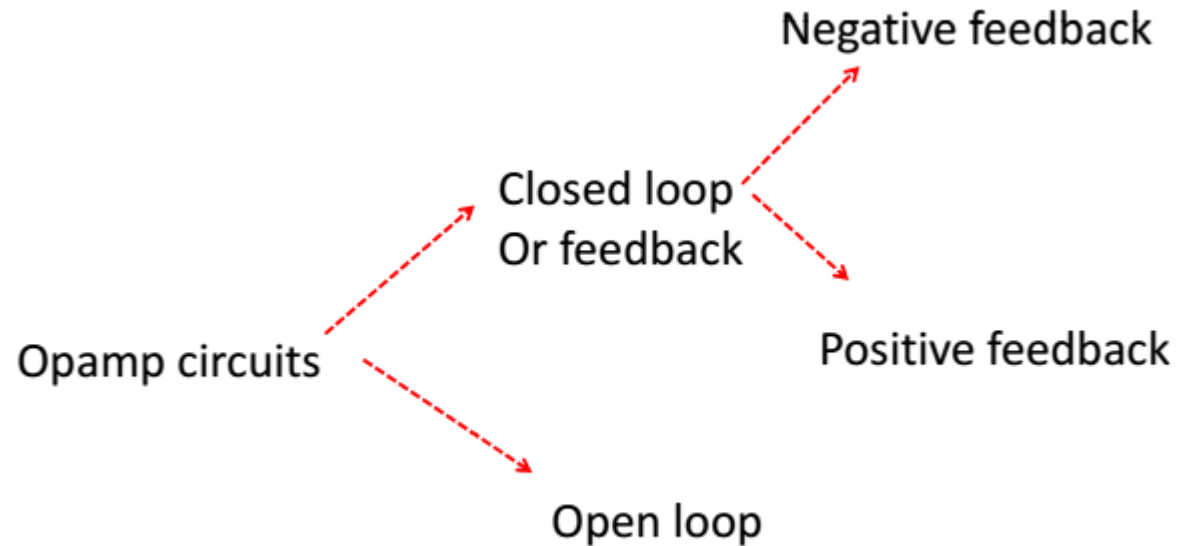 Negative feedback
Closed loop
Or feedback
Opamp circuits
Positive feedback
Open loop